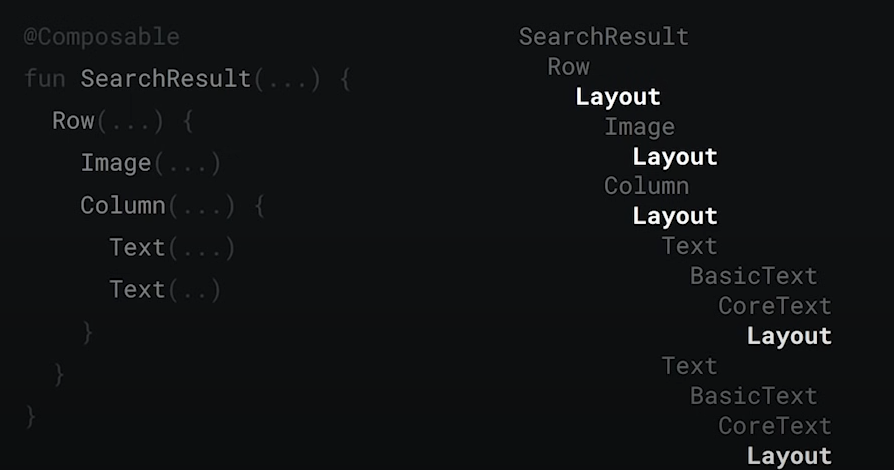 @Composable
fun SearchResult(...) {
Row(...) {
Image(...)
Column(...) {
Text(...)
Text(..)
}
}
}
SearchResult
Row
Layout
Image
Layout
Column
Layout
Text
BasicText
CoreText
Layout
Text
BasicText
CoreText
Layout